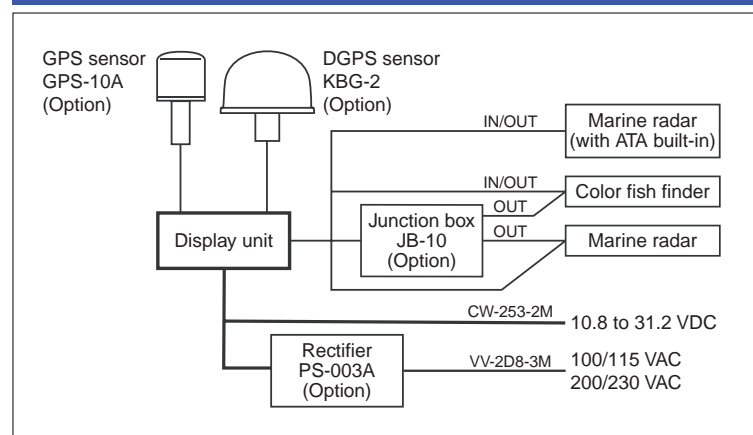 GPS sensor
GPS-10A
(Option)
DGPS sensor
KBG-2
(Option)
IN/OUT
Marine radar
(with ATA built-in)
IN/OUT
Color fish finder
OUT
Junction box
JB-10
(Option)
OUT
Marine radar
Display unit
CW-253-2M
10.8 to 31.2 VDC
Rectifier
PS-003A
(Option)
VV-2D8-3M
100/115 VAC
200/230 VAC